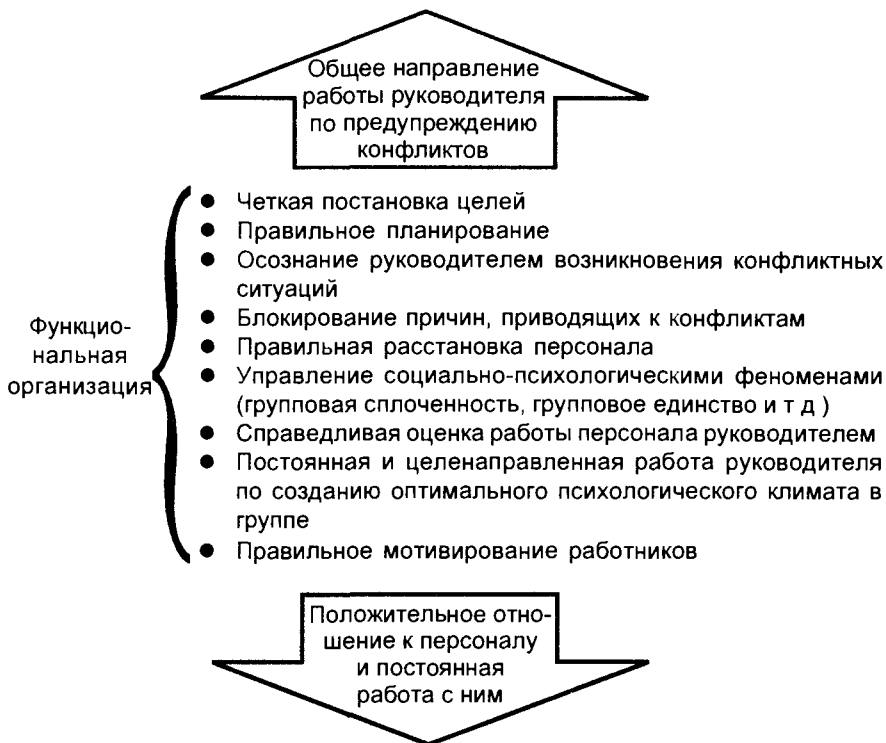 Общее направление
работы руководителя
по предупреждению
конфликтов
Функцио-
нальная
организация
● Четкая постановка целей
● Правильное планирование
● Осознание руководителем возникновения конфликтных
ситуаций
● Блокирование причин, приводящих к конфликтам
● Правильная расстановка персонала
● Управление социально-психологическими феноменами
(групповая сплоченность, групповое единство и т д )
● Справедливая оценка работы персонала руководителем
● Постоянная и целенаправленная работа руководителя
по созданию оптимального психологического климата в
группе
● Правильное мотивирование работников
Положительное отно-
шение к персоналу
и постоянная
работа с ним